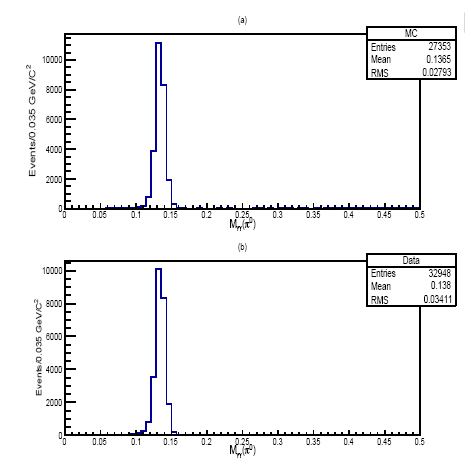 (a)
MC
Entries 27353
Mean 0.1365
RMS 0.02793
Events/0.035 GeV/C²
10000
8000
6000
4000
2000
0
0 0.05 0.1 0.15 0.2 0.25 0.3 0.35 0.4 0.45 0.5
Mγγ(π⁰)
(b)
Data
Entries 32948
Mean 0.138
RMS 0.03411
Events/0.035 GeV/C²
10000
8000
6000
4000
2000
0
0 0.05 0.1 0.15 0.2 0.25 0.3 0.35 0.4 0.45 0.5
Mγγ(π⁰)